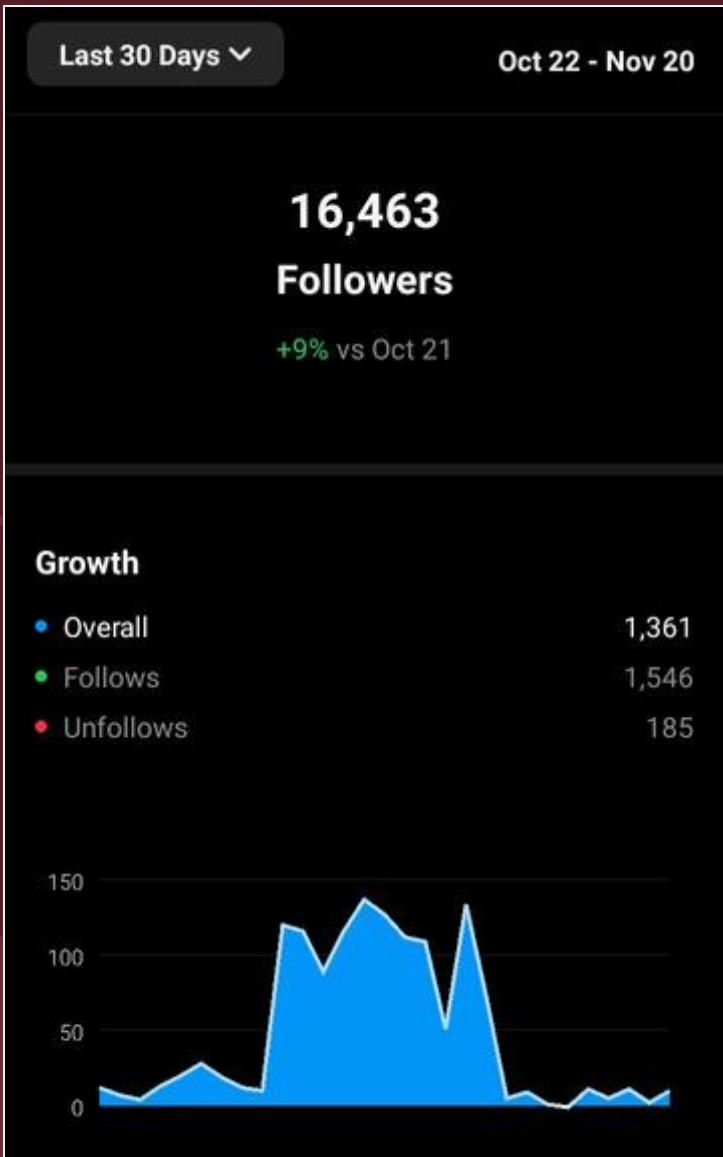 Last 30 Days
Oct 22 - Nov 20
16,463
Followers
+9% vs Oct 21
Growth
Overall 1,361
Follows 1,546
Unfollows 185
150
100
50
0